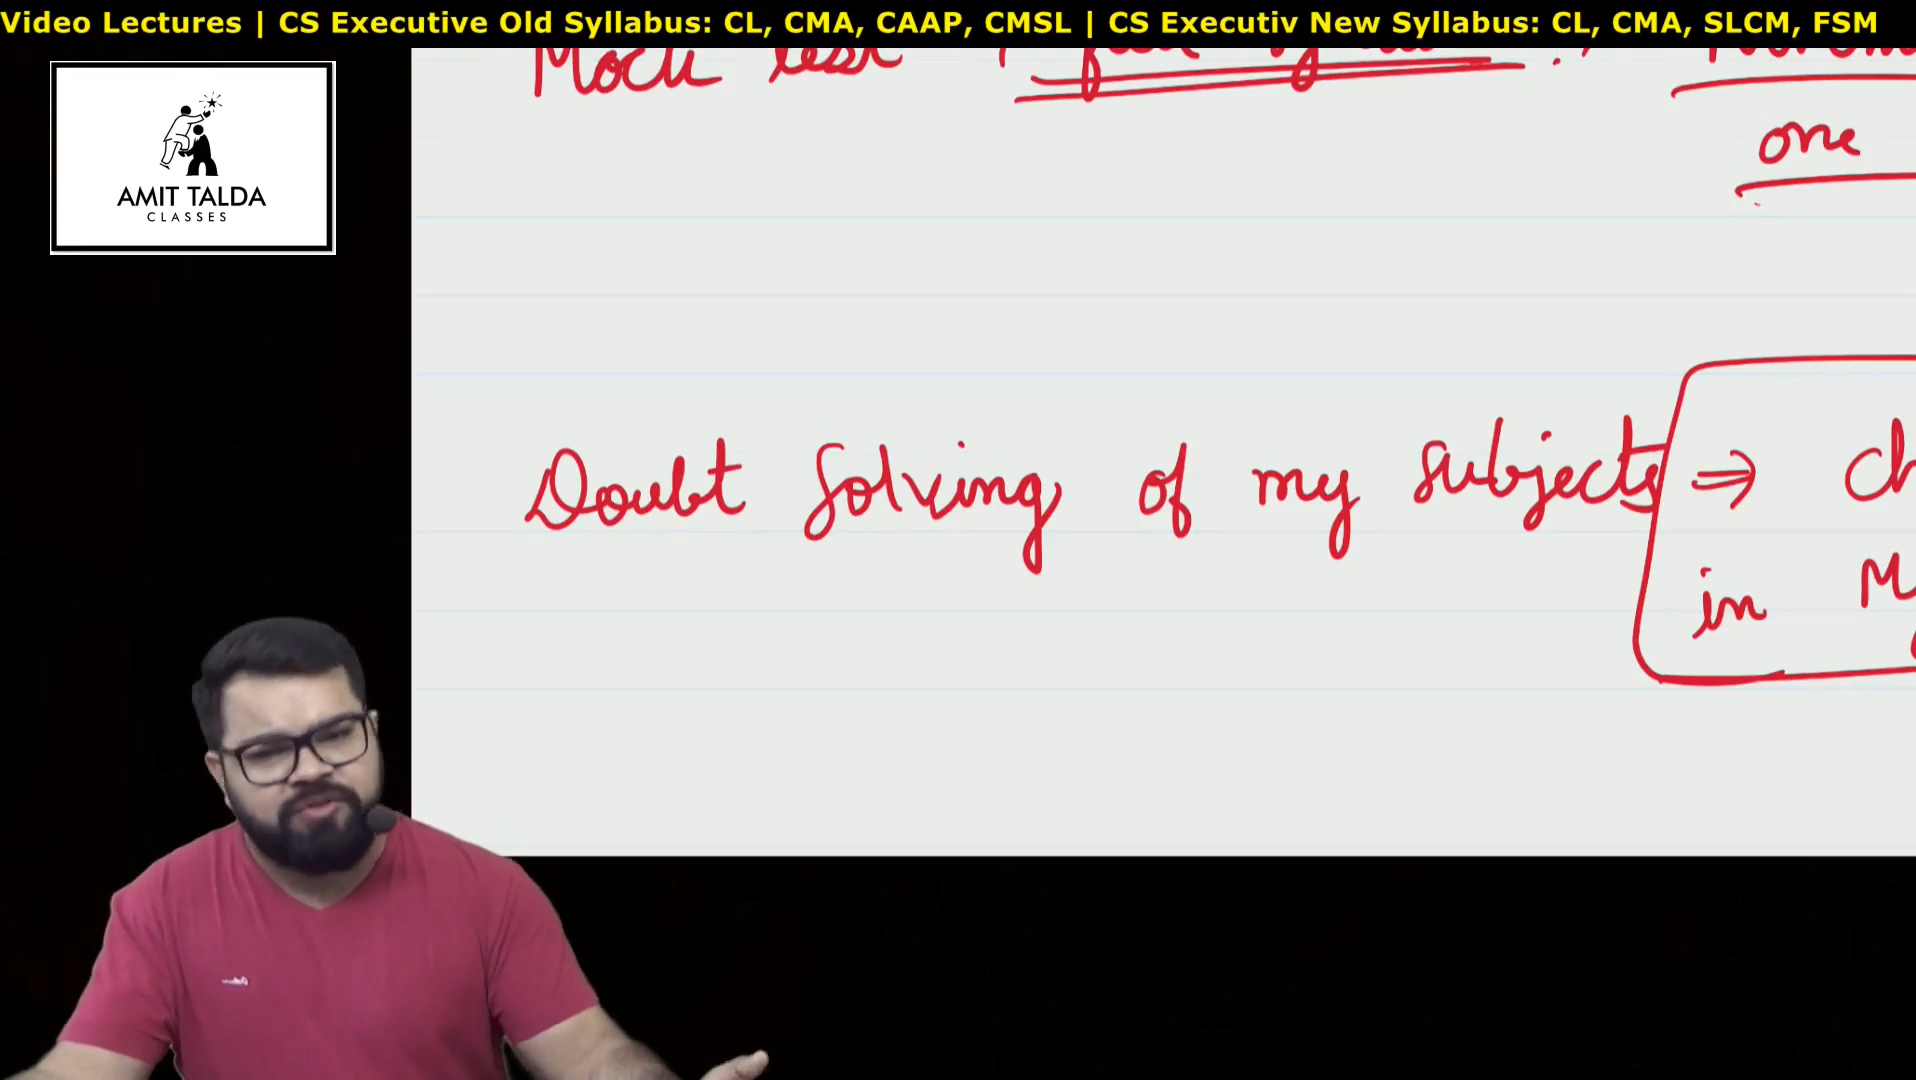 Video Lectures | CS Executive Old Syllabus: CL, CMA, CAAP, CMSL | CS Executiv New Syllabus: CL, CMA, SLCM, FSM
AMIT TALDA
CLASSES
Mock test
one
Doubt Solving of my subjects ⇒
in